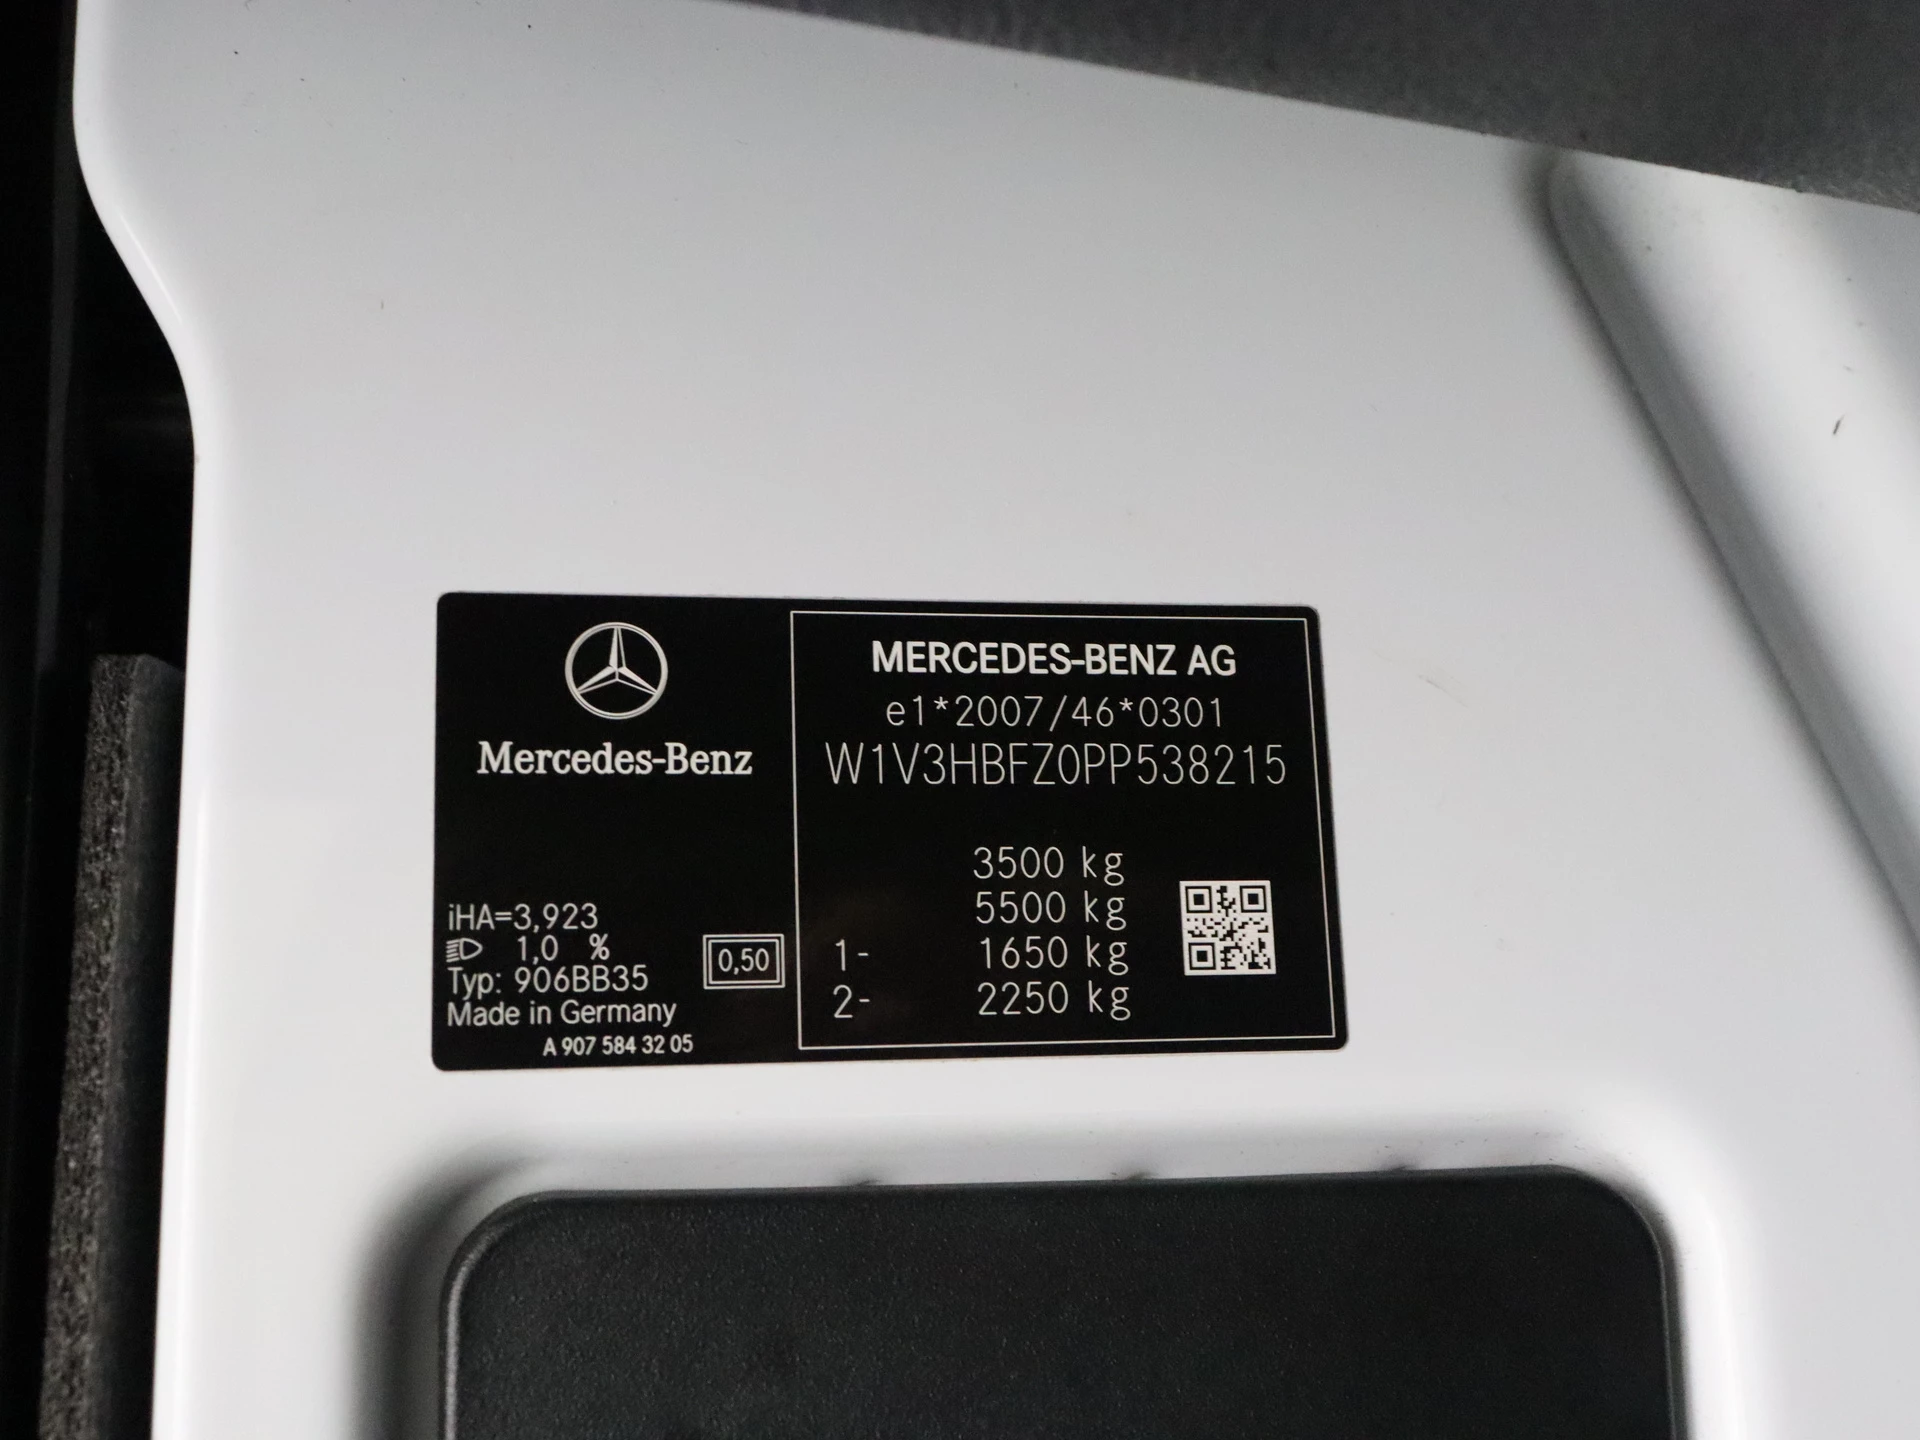 Mercedes-Benz
iHA=3,923
1,0 %
Typ: 906BB35
Made in Germany
A 907 584 32 05
0,50
MERCEDES-BENZ AG
e1*2007/46*0301
W1V3HBFZ0PP538215
3500 kg
5500 kg
1- 1650 kg
2- 2250 kg